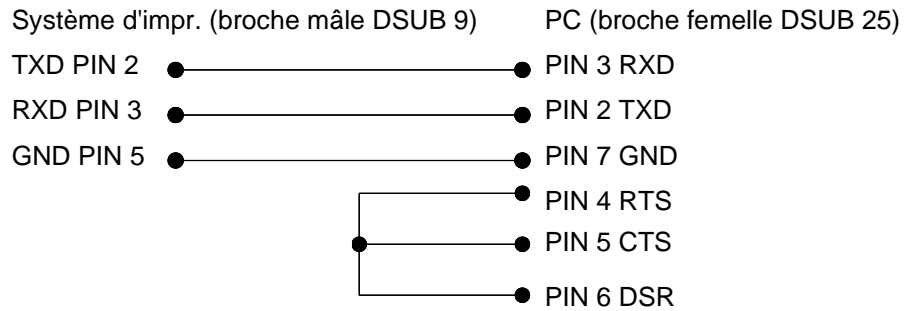 Système d'impr. (broche mâle DSUB 9) PC (broche femelle DSUB 25)
TXD PIN 2 PIN 3 RXD
RXD PIN 3 PIN 2 TXD
GND PIN 5 PIN 7 GND
PIN 4 RTS
PIN 5 CTS
PIN 6 DSR